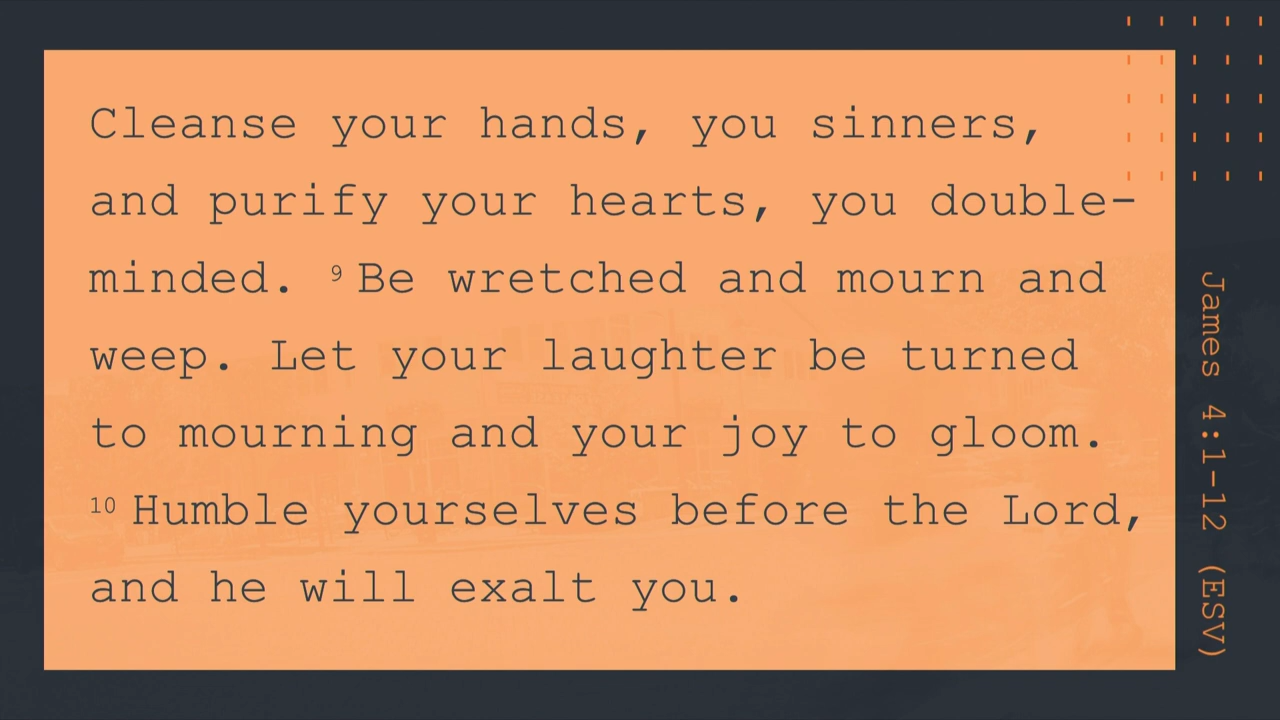 Cleanse your hands, you sinners,
and purify your hearts, you double-
minded. 9 Be wretched and mourn and
weep. Let your laughter be turned
to mourning and your joy to gloom.
10 Humble yourselves before the Lord,
and he will exalt you.
James 4:1-12 (ESV)